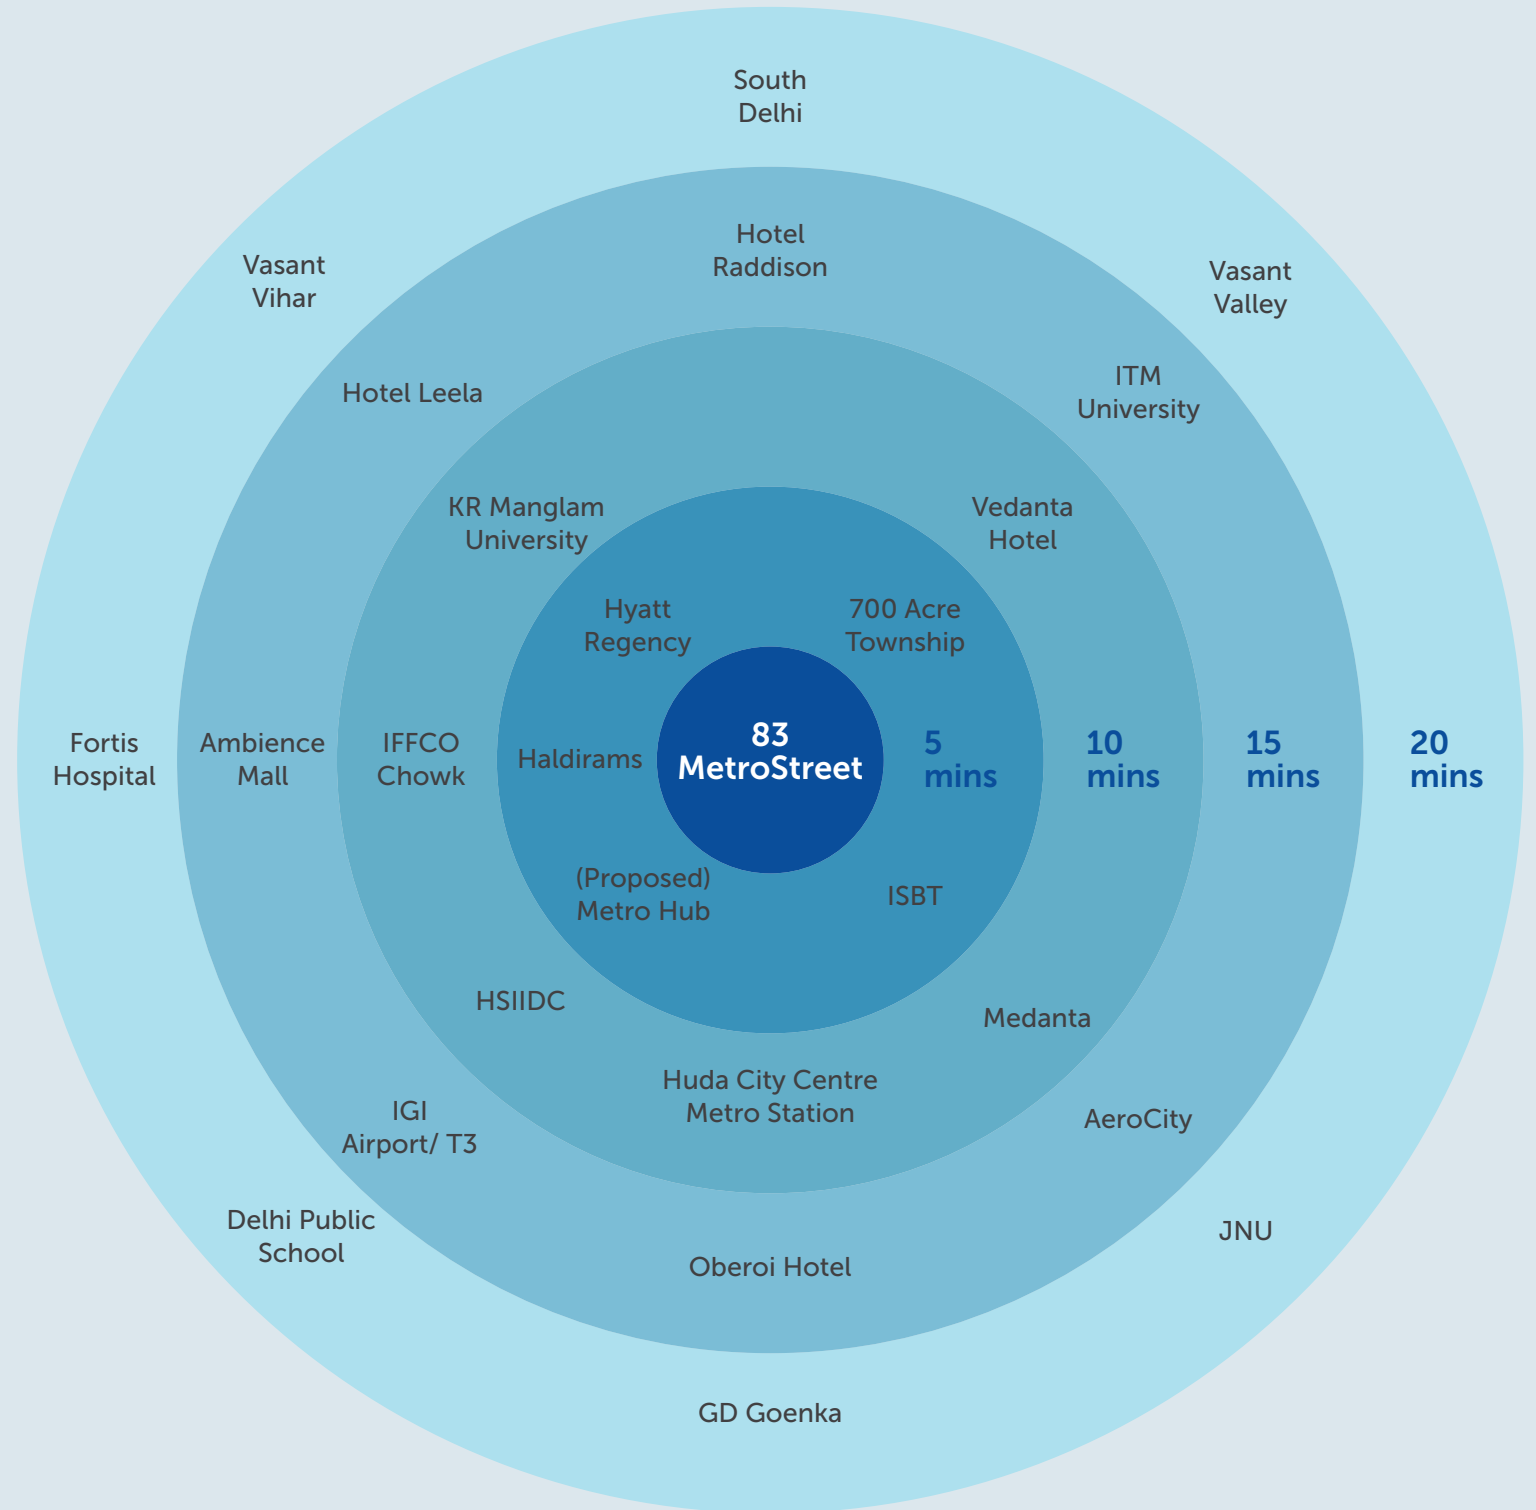 South
Delhi
Hotel
Raddison
Vasant
Vihar
Vasant
Valley
Hotel Leela
ITM
University
KR Manglam
University
Vedanta
Hotel
Hyatt
Regency
700 Acre
Township
Fortis
Hospital
Ambience
Mall
IFFCO
Chowk
Haldirams
83
MetroStreet
5
mins
10
mins
15
mins
20
mins
(Proposed)
Metro Hub
ISBT
HSIIDC
Medanta
Huda City Centre
Metro Station
IGI
Airport/ T3
AeroCity
Delhi Public
School
JNU
Oberoi Hotel
GD Goenka